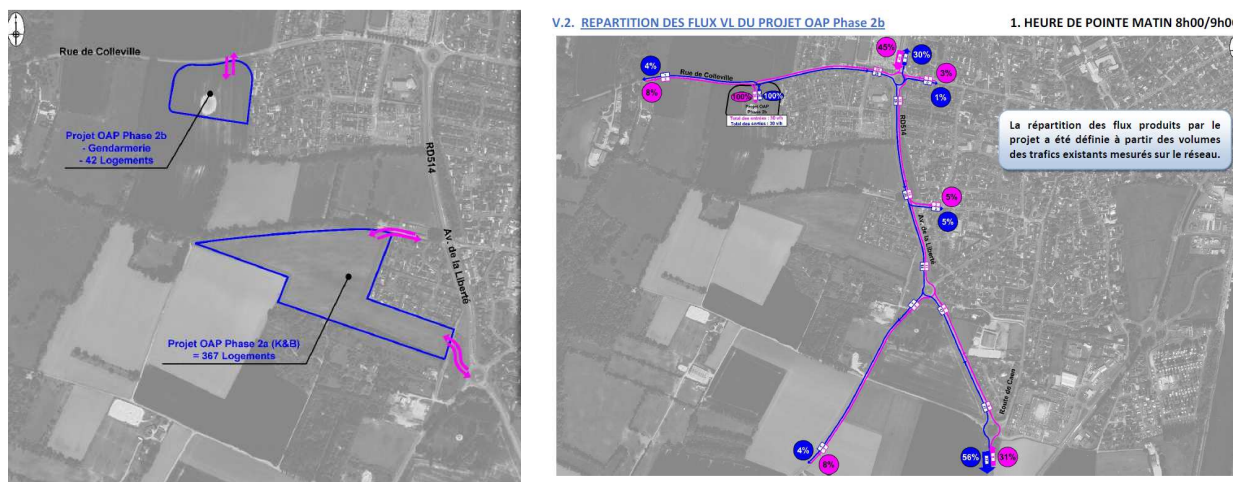 Rue de Colleville
Projet OAP Phase 2b
- Gendarmerie
- 42 Logements
RD514
Av. de la Liberté
Projet OAP Phase 2a (K&B)
= 367 Logements
V.2. REPARTITION DES FLUX VL DU PROJET OAP Phase 2b
1. HEURE DE POINTE MATIN 8h00/9h00
45%
30%
4%
Rue de Colleville
3%
8%
100%
100%
1%
Projet OAP
Phase 2b
RD514
La répartition des flux produits par le
projet a été définie à partir des volumes
des trafics existants mesurés sur le réseau.
5%
5%
Av. de la Liberté
Route de Caen
4%
8%
56%
31%